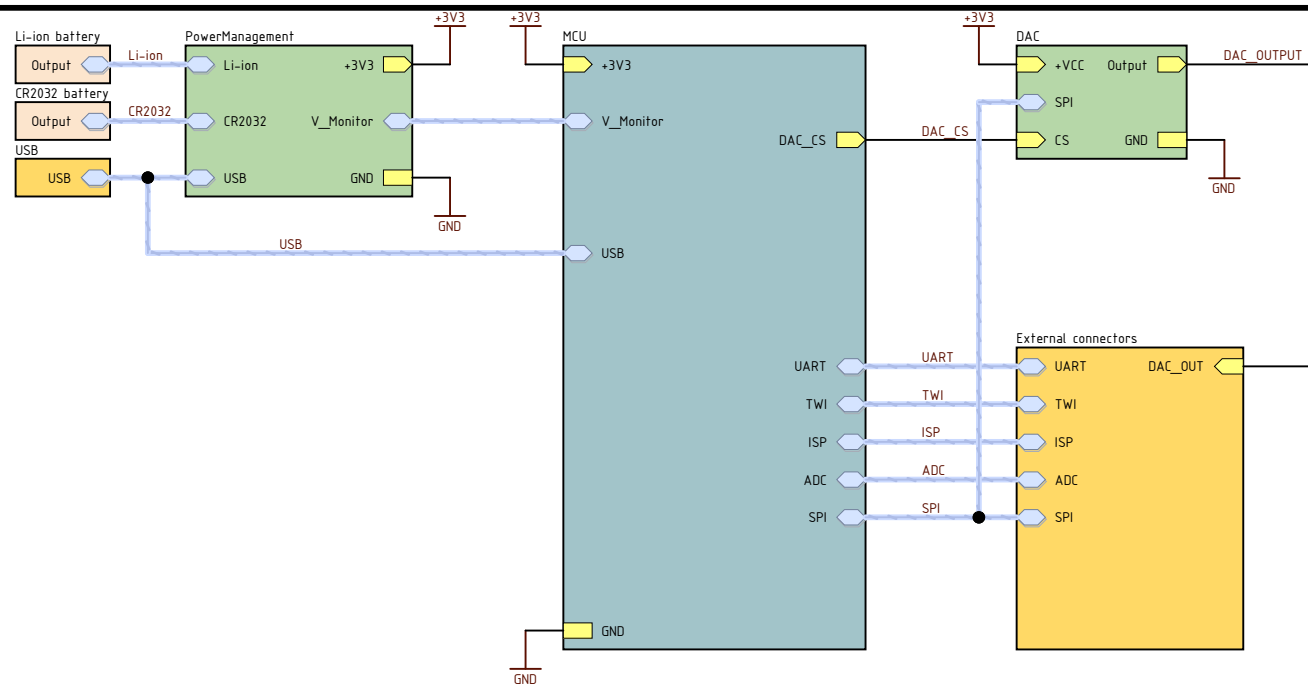 +3V3
+3V3
+3V3
Li-ion battery
PowerManagement
MCU
DAC
Output
Li-ion
Li-ion
+3V3
+3V3
+VCC
Output
DAC_OUTPUT
CR2032 battery
SPI
Output
CR2032
CR2032
V_Monitor
V_Monitor
DAC_CS
DAC_CS
CS
GND
USB
USB
USB
GND
GND
GND
USB
USB
External connectors
UART
UART
UART
DAC_OUT
TWI
TWI
TWI
ISP
ISP
ISP
ADC
ADC
ADC
SPI
SPI
SPI
GND
GND